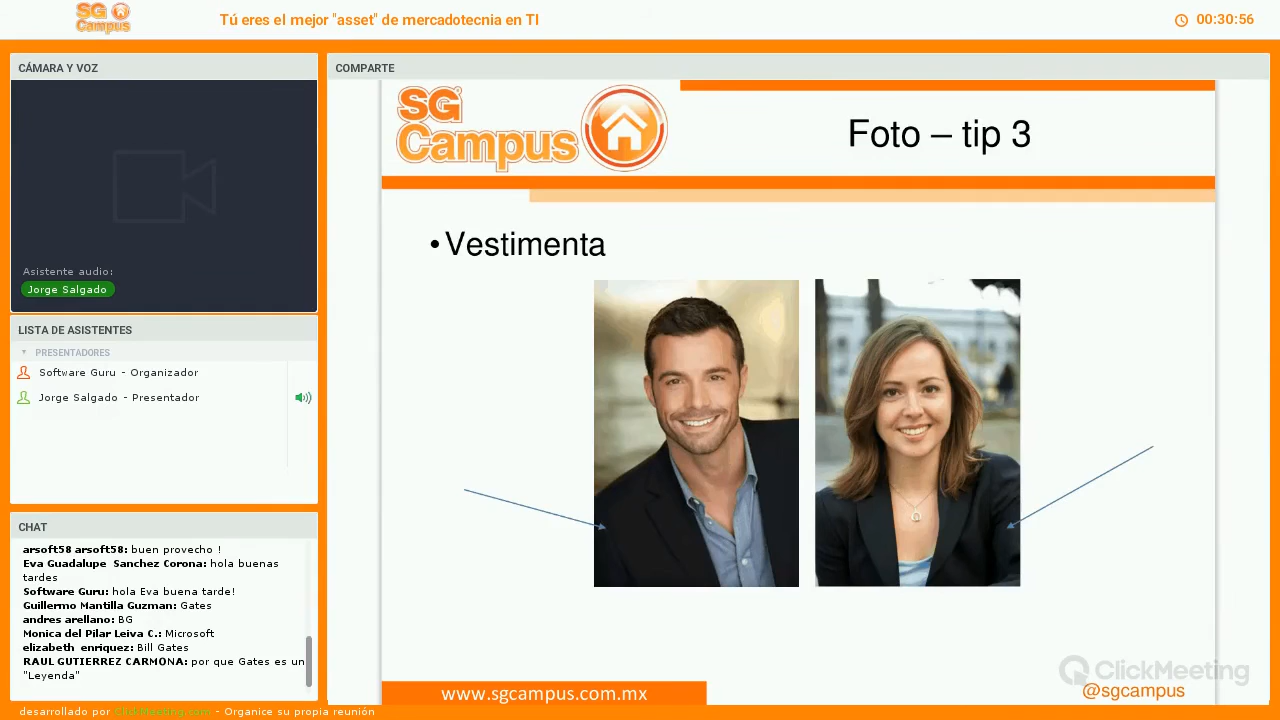 SG
Campus
Tú eres el mejor "asset" de mercadotecnia en TI
00:30:56
CÁMARA Y VOZ
Asistente audio:
Jorge Salgado
LISTA DE ASISTENTES
PRESENTADORES
Software Guru - Organizador
Jorge Salgado - Presentador
CHAT
arsoft58 arsoft58: buen provecho !
Eva Guadalupe Sanchez Corona: hola buenas
tardes
Software Guru: hola Eva buena tarde!
Guillermo Mantilla Guzman: Gates
andres arellano: BG
Monica del Pilar Leiva C.: Microsoft
elizabeth enriquez: Bill Gates
RAUL GUTIERREZ CARMONA: por que Gates es un
"Leyenda"
desarrollado por ClickMeeting.com - Organice su propia reunión
COMPARTE
SG
Campus
Foto – tip 3
•Vestimenta
ClickMeeting
www.sgcampus.com.mx
@sgcampus